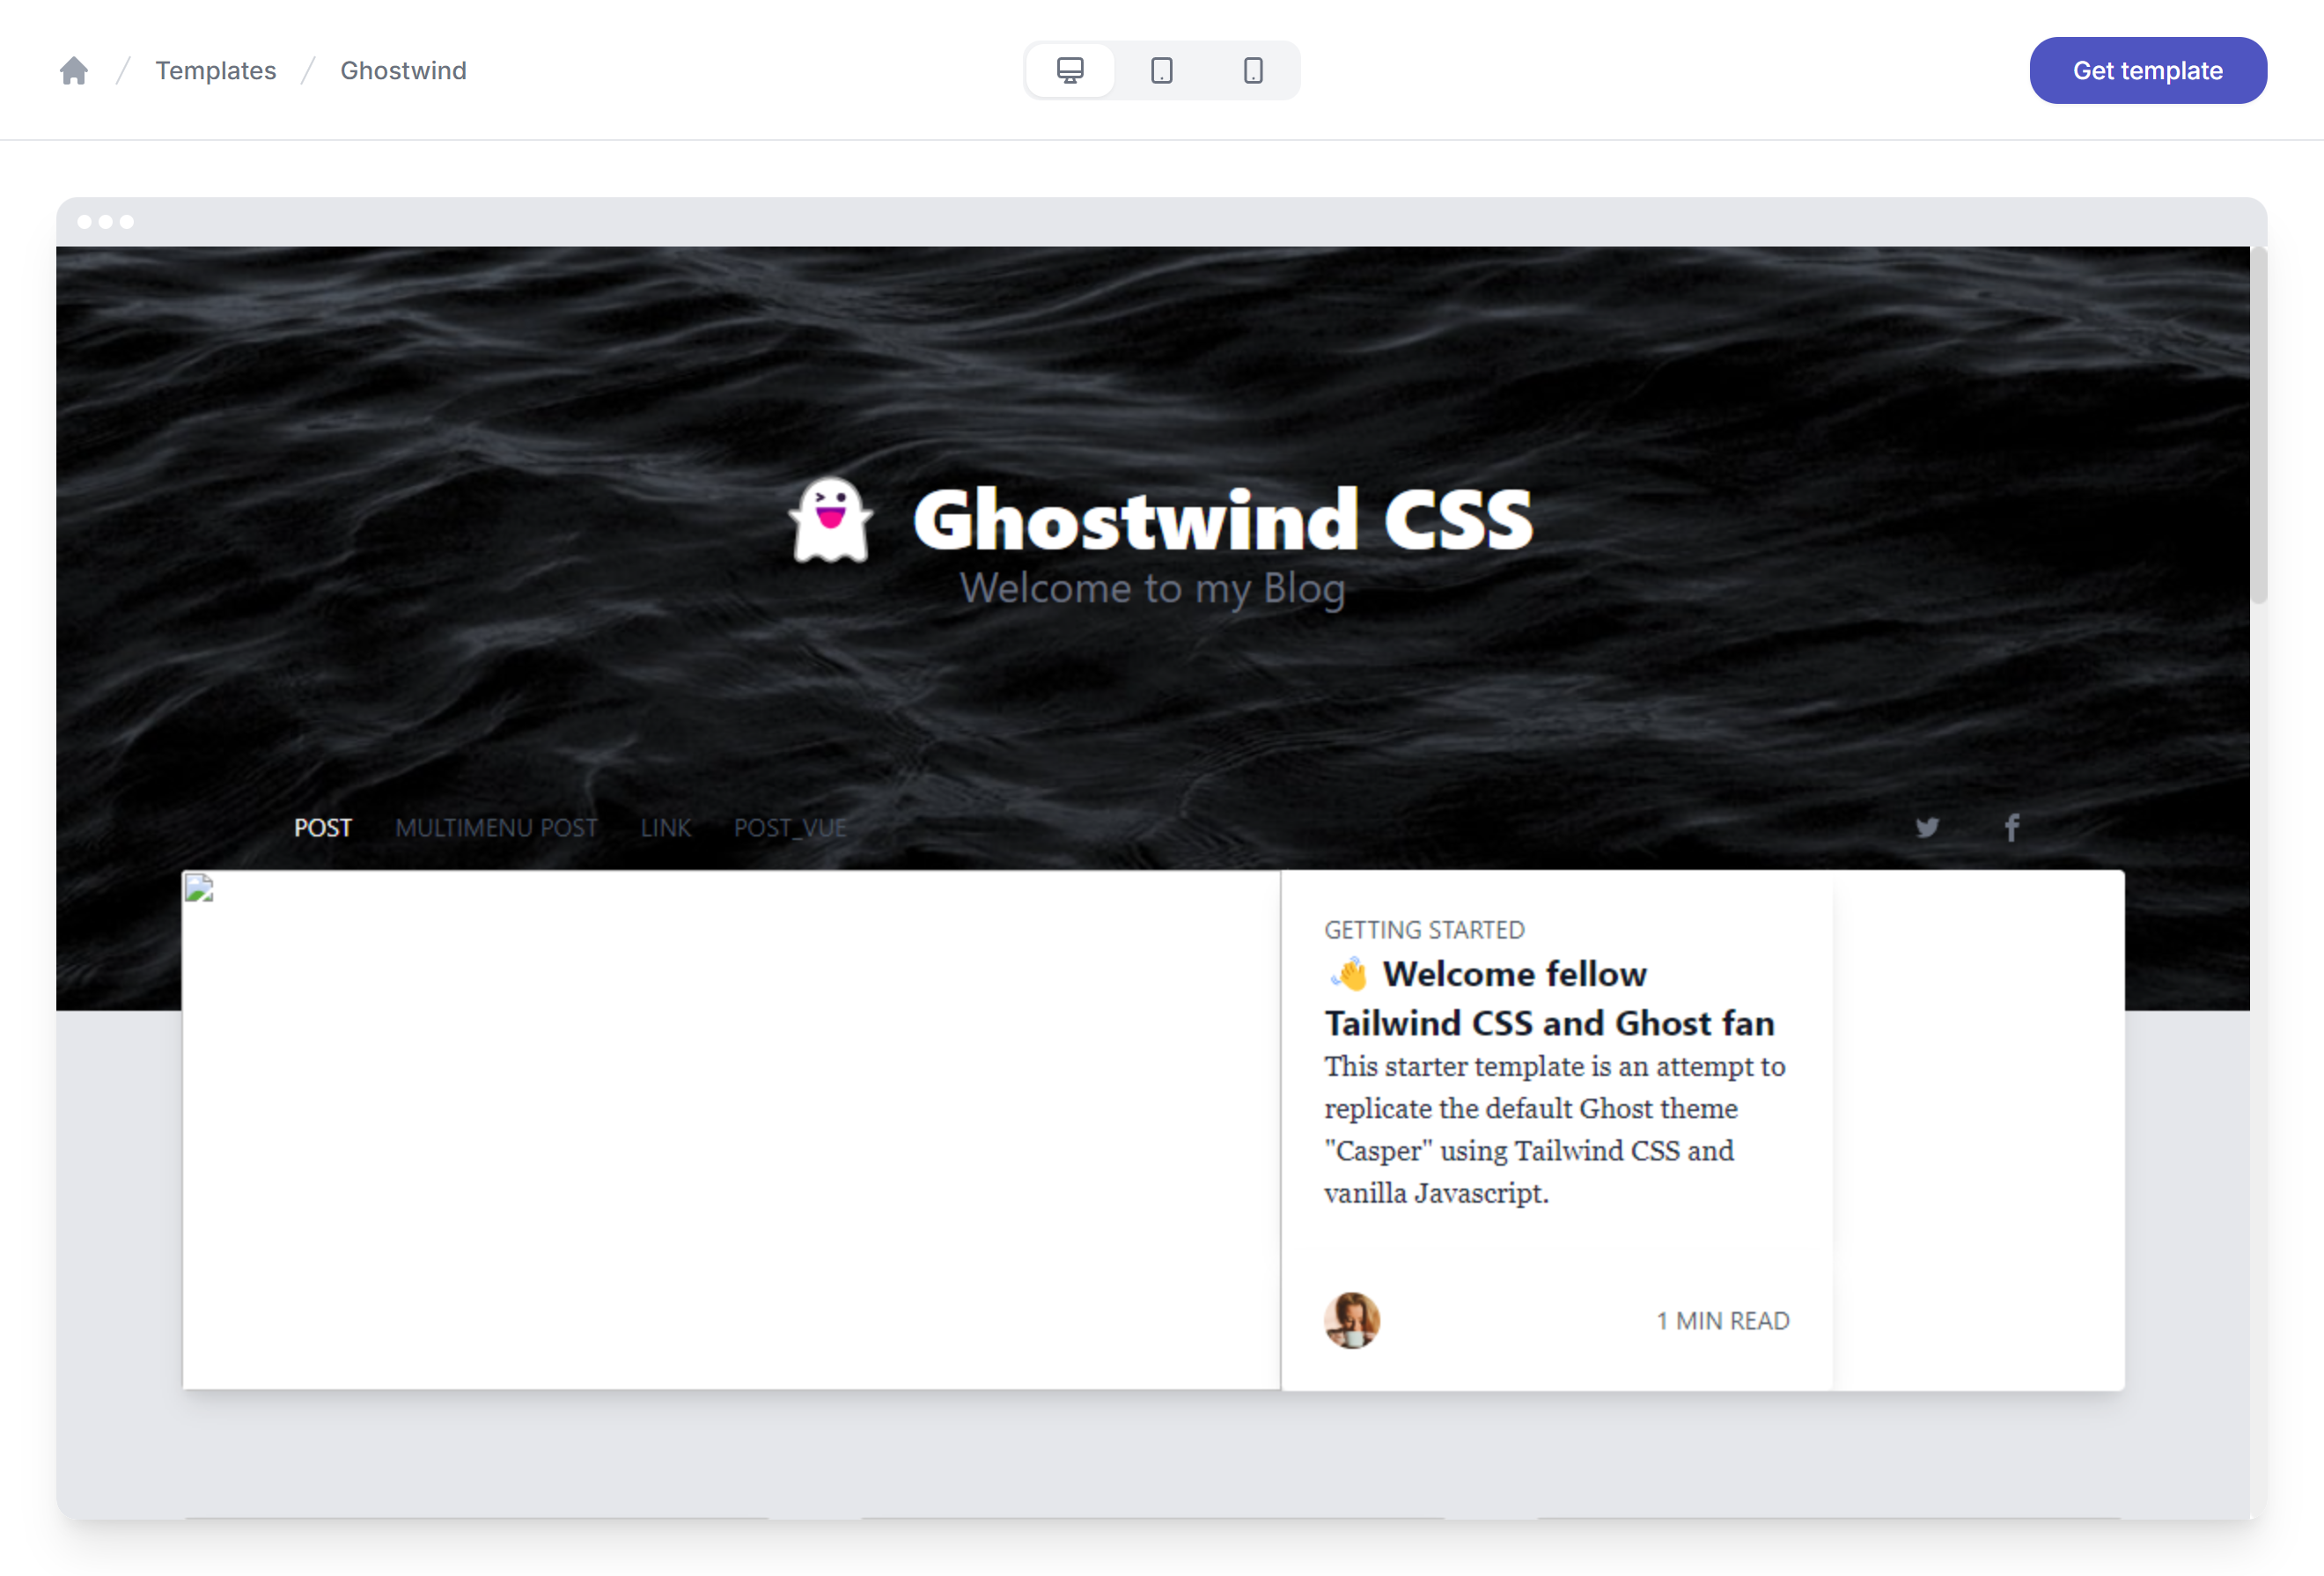 Templates / Ghostwind
Get template
Ghostwind CSS
Welcome to my Blog
POST MULTIMENU POST LINK POST_VUE
GETTING STARTED
👋 Welcome fellow
Tailwind CSS and Ghost fan
This starter template is an attempt to
replicate the default Ghost theme
"Casper" using Tailwind CSS and
vanilla Javascript.
1 MIN READ